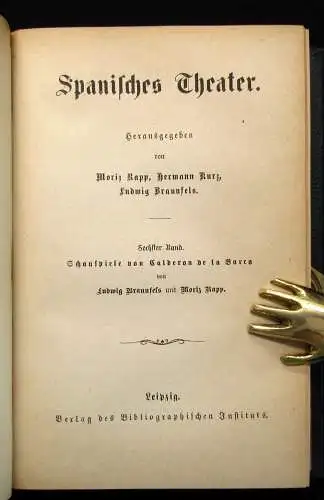 Spanisches Theater.
Herausgegeben
von
Moriz Rapp, Hermann Kurz,
Ludwig Braunfels.
Sechster Band.
Schauspiele von Calderon de la Barca
von
Ludwig Braunfels und Moriz Rapp.
Leipzig.
Verlag des Bibliographischen Instituts.